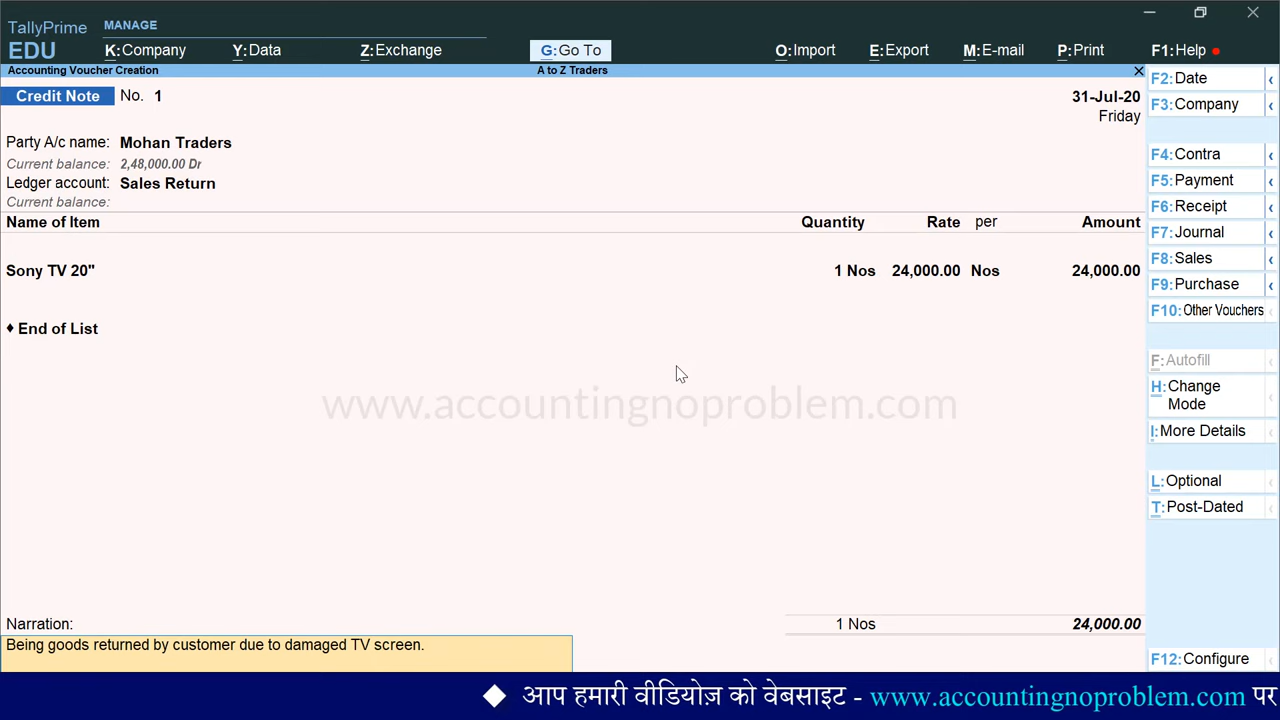 TallyPrime
EDU
MANAGE
K:Company Y:Data Z:Exchange G:Go To O:Import E:Export M:E-mail P:Print F1:Help
Accounting Voucher Creation A to Z Traders
Credit Note No. 1 31-Jul-20
Friday
Party A/c name: Mohan Traders
Current balance: 2,48,000.00 Dr
Ledger account: Sales Return
Current balance:
Name of Item Quantity Rate per Amount
Sony TV 20" 1 Nos 24,000.00 Nos 24,000.00
♦ End of List
www.accountingnoproblem.com
Narration: 1 Nos 24,000.00
Being goods returned by customer due to damaged TV screen.
F2:Date
F3:Company
F4:Contra
F5:Payment
F6:Receipt
F7:Journal
F8:Sales
F9:Purchase
F10:Other Vouchers
F:Autofill
H:Change
Mode
I:More Details
L:Optional
T:Post-Dated
F12:Configure
◆ आप हमारी वीडियोज़ को वेबसाइट - www.accountingnoproblem.com पर